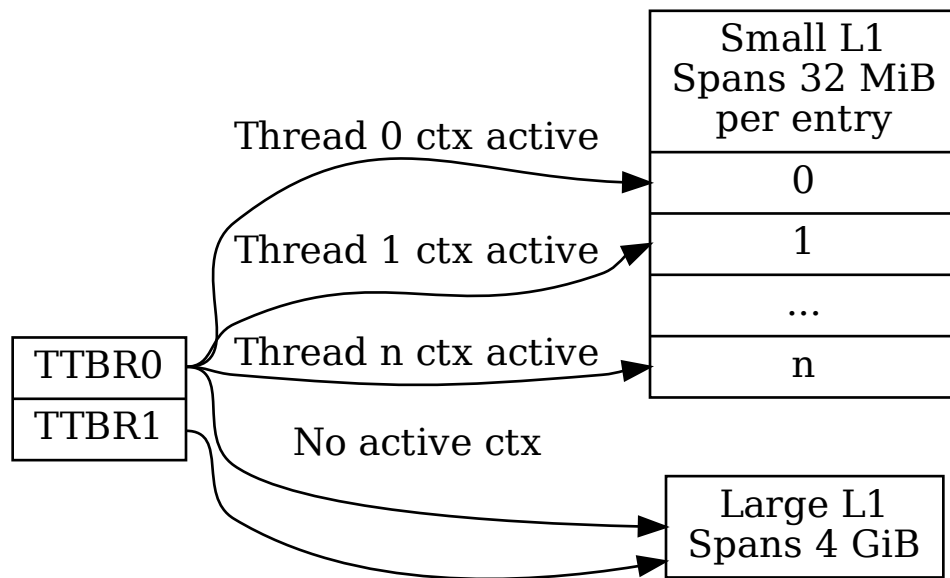 Small L1
Spans 32 MiB
per entry
0
1
...
n
Thread 0 ctx active
Thread 1 ctx active
Thread n ctx active
No active ctx
TTBR0
TTBR1
Large L1
Spans 4 GiB